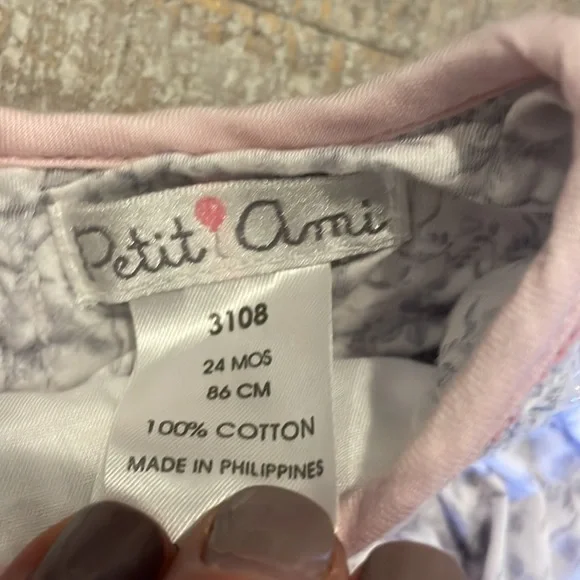 Petit Ami
3108
24 MOS
86 CM
100% COTTON
MADE IN PHILIPPINES